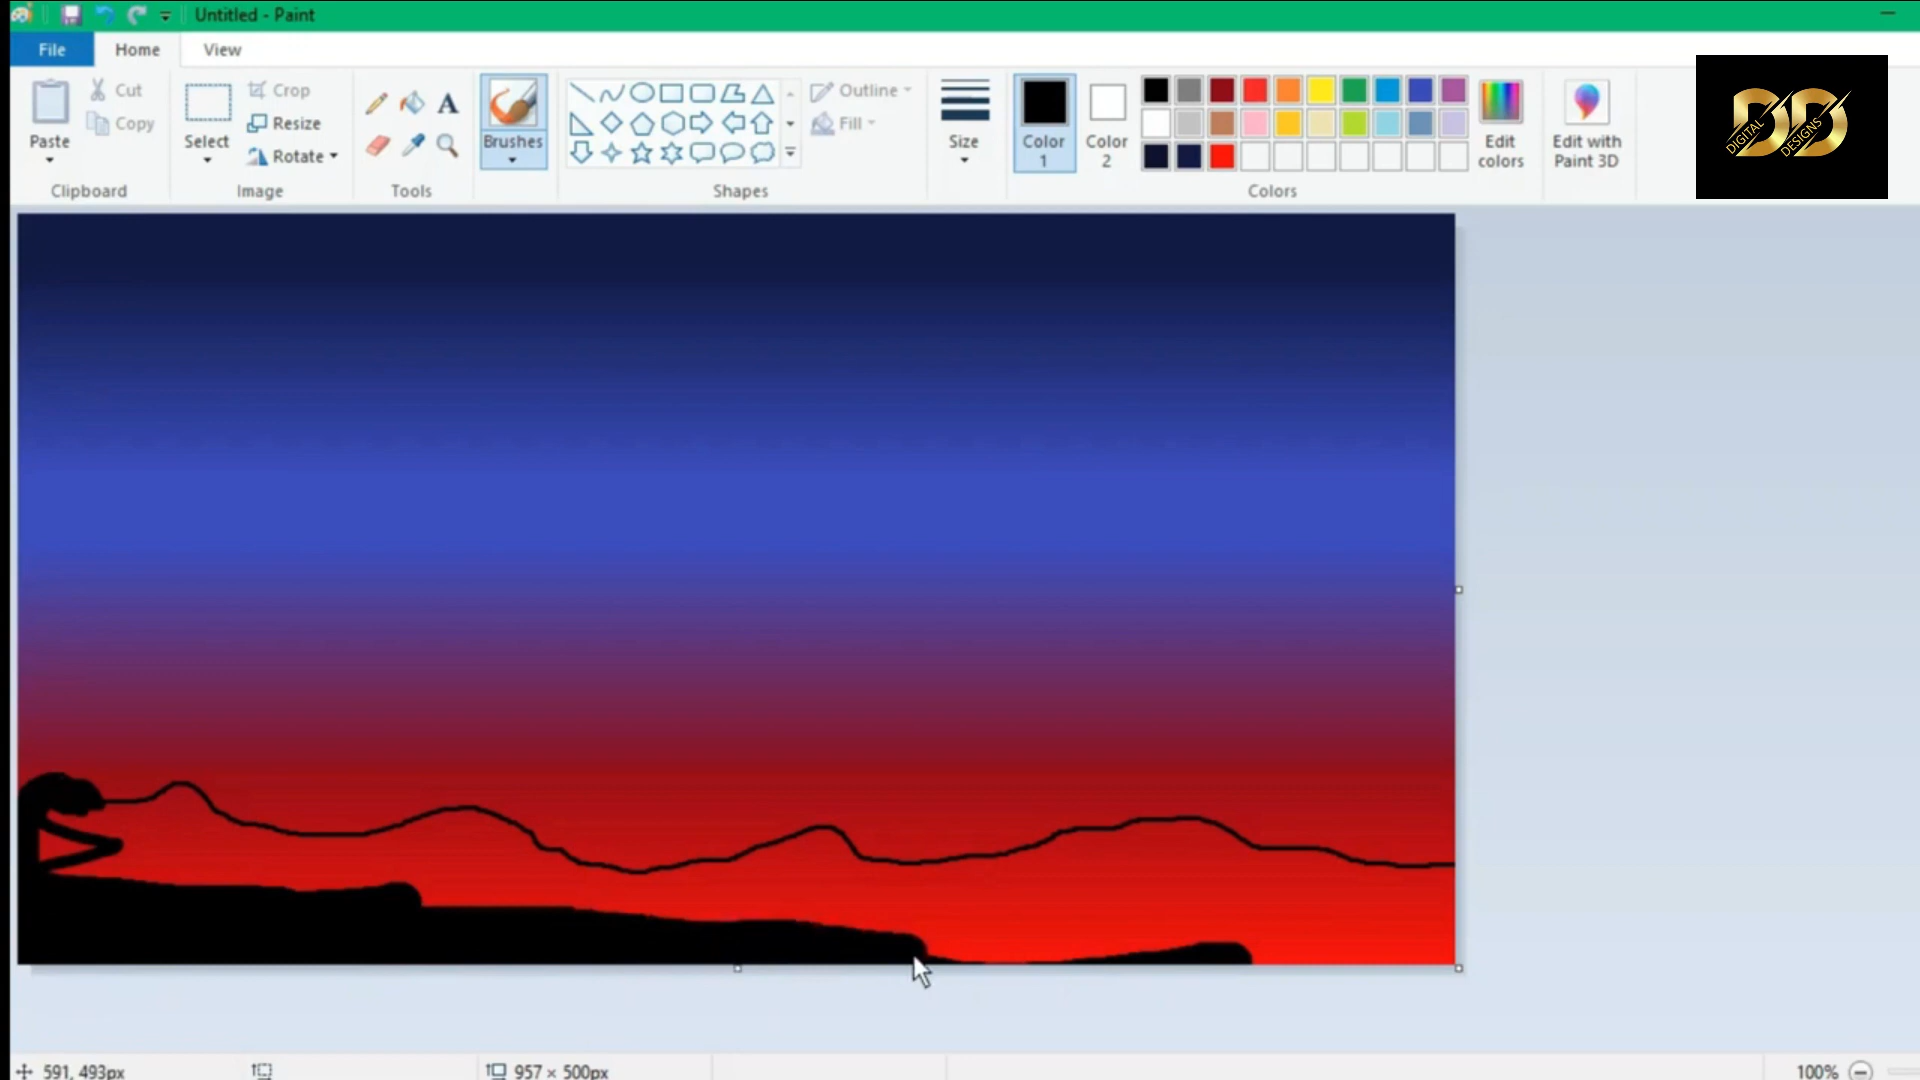 Untitled - Paint
File Home View
Paste
Cut
Copy
Clipboard
Select
Crop
Resize
Rotate
Image
A
Tools
Brushes
Shapes
Outline
Fill
Size
Color 1
Color 2
Colors
Edit colors
Edit with Paint 3D
DD
DIGITAL DESIGNS
591, 493px
957 × 500px
100%